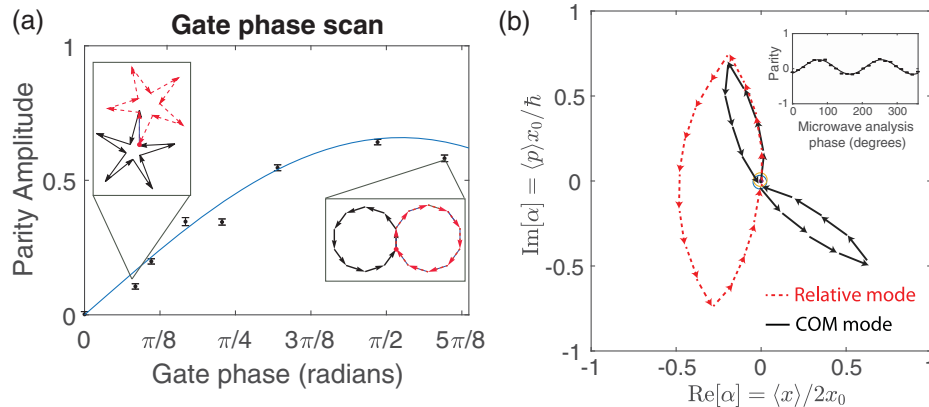 (a)
Gate phase scan
1
0.5
0
Parity Amplitude
0
π/8
π/4
3π/8
π/2
5π/8
Gate phase (radians)
(b)
1
0.5
0
-0.5
-1
Im[α] = ⟨p⟩x₀/ħ
-1
-0.5
0
0.5
1
Re[α] = ⟨x⟩/2x₀
1
0
-1
Parity
0
100
200
300
Microwave analysis
phase (degrees)
Relative mode
COM mode